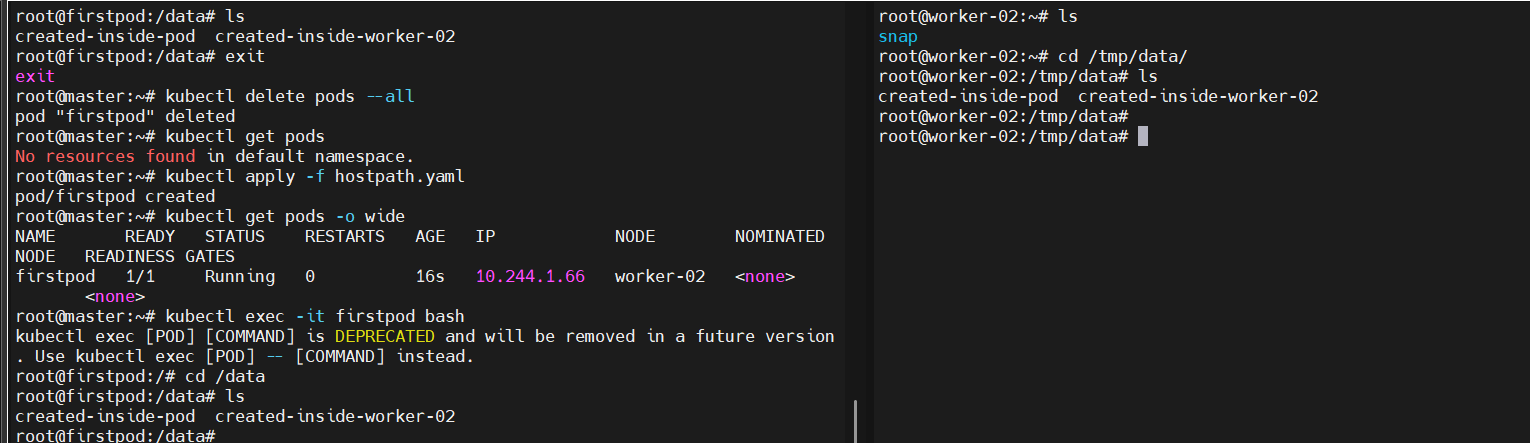 root@firstpod:/data# ls
created-inside-pod  created-inside-worker-02
root@firstpod:/data# exit
exit
root@master:~# kubectl delete pods --all
pod "firstpod" deleted
root@master:~# kubectl get pods
No resources found in default namespace.
root@master:~# kubectl apply -f hostpath.yaml
pod/firstpod created
root@master:~# kubectl get pods -o wide
NAME       READY   STATUS    RESTARTS   AGE   IP            NODE        NOMINATED
NODE   READINESS GATES
firstpod   1/1     Running   0          16s   10.244.1.66   worker-02   <none>
       <none>
root@master:~# kubectl exec -it firstpod bash
kubectl exec [POD] [COMMAND] is DEPRECATED and will be removed in a future version
. Use kubectl exec [POD] -- [COMMAND] instead.
root@firstpod:/# cd /data
root@firstpod:/data# ls
created-inside-pod  created-inside-worker-02
root@firstpod:/data#
root@worker-02:~# ls
snap
root@worker-02:~# cd /tmp/data/
root@worker-02:/tmp/data# ls
created-inside-pod  created-inside-worker-02
root@worker-02:/tmp/data#
root@worker-02:/tmp/data#